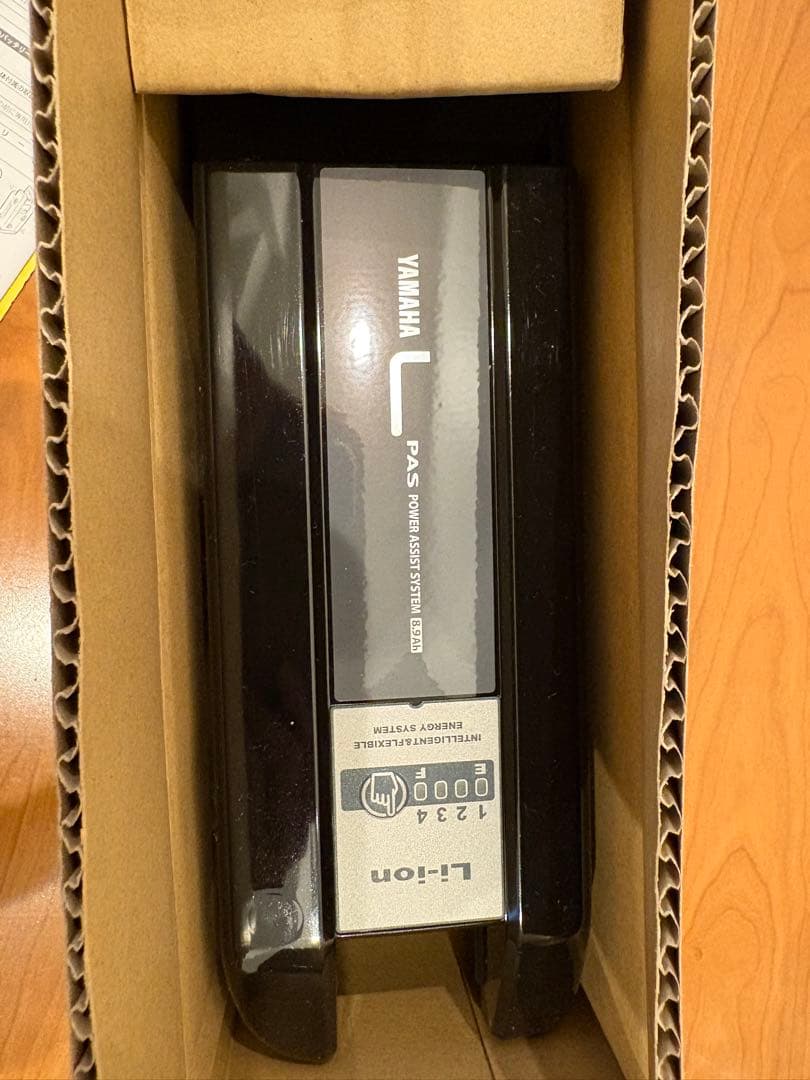 YAMAHA
L
PAS POWER ASSIST SYSTEM 8.9Ah
Li-ion
1 2 3 4
E F
INTELLIGENT&FLEXIBLE
ENERGY SYSTEM